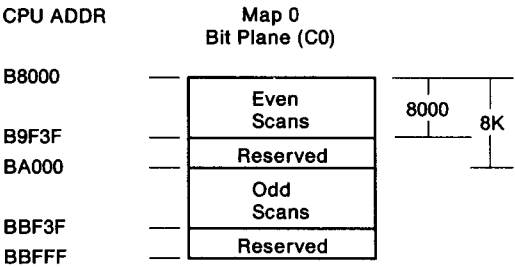 CPU ADDR
Map 0
Bit Plane (C0)
B8000
Even
Scans
8000
8K
B9F3F
Reserved
BA000
Odd
Scans
BBF3F
Reserved
BBFFF